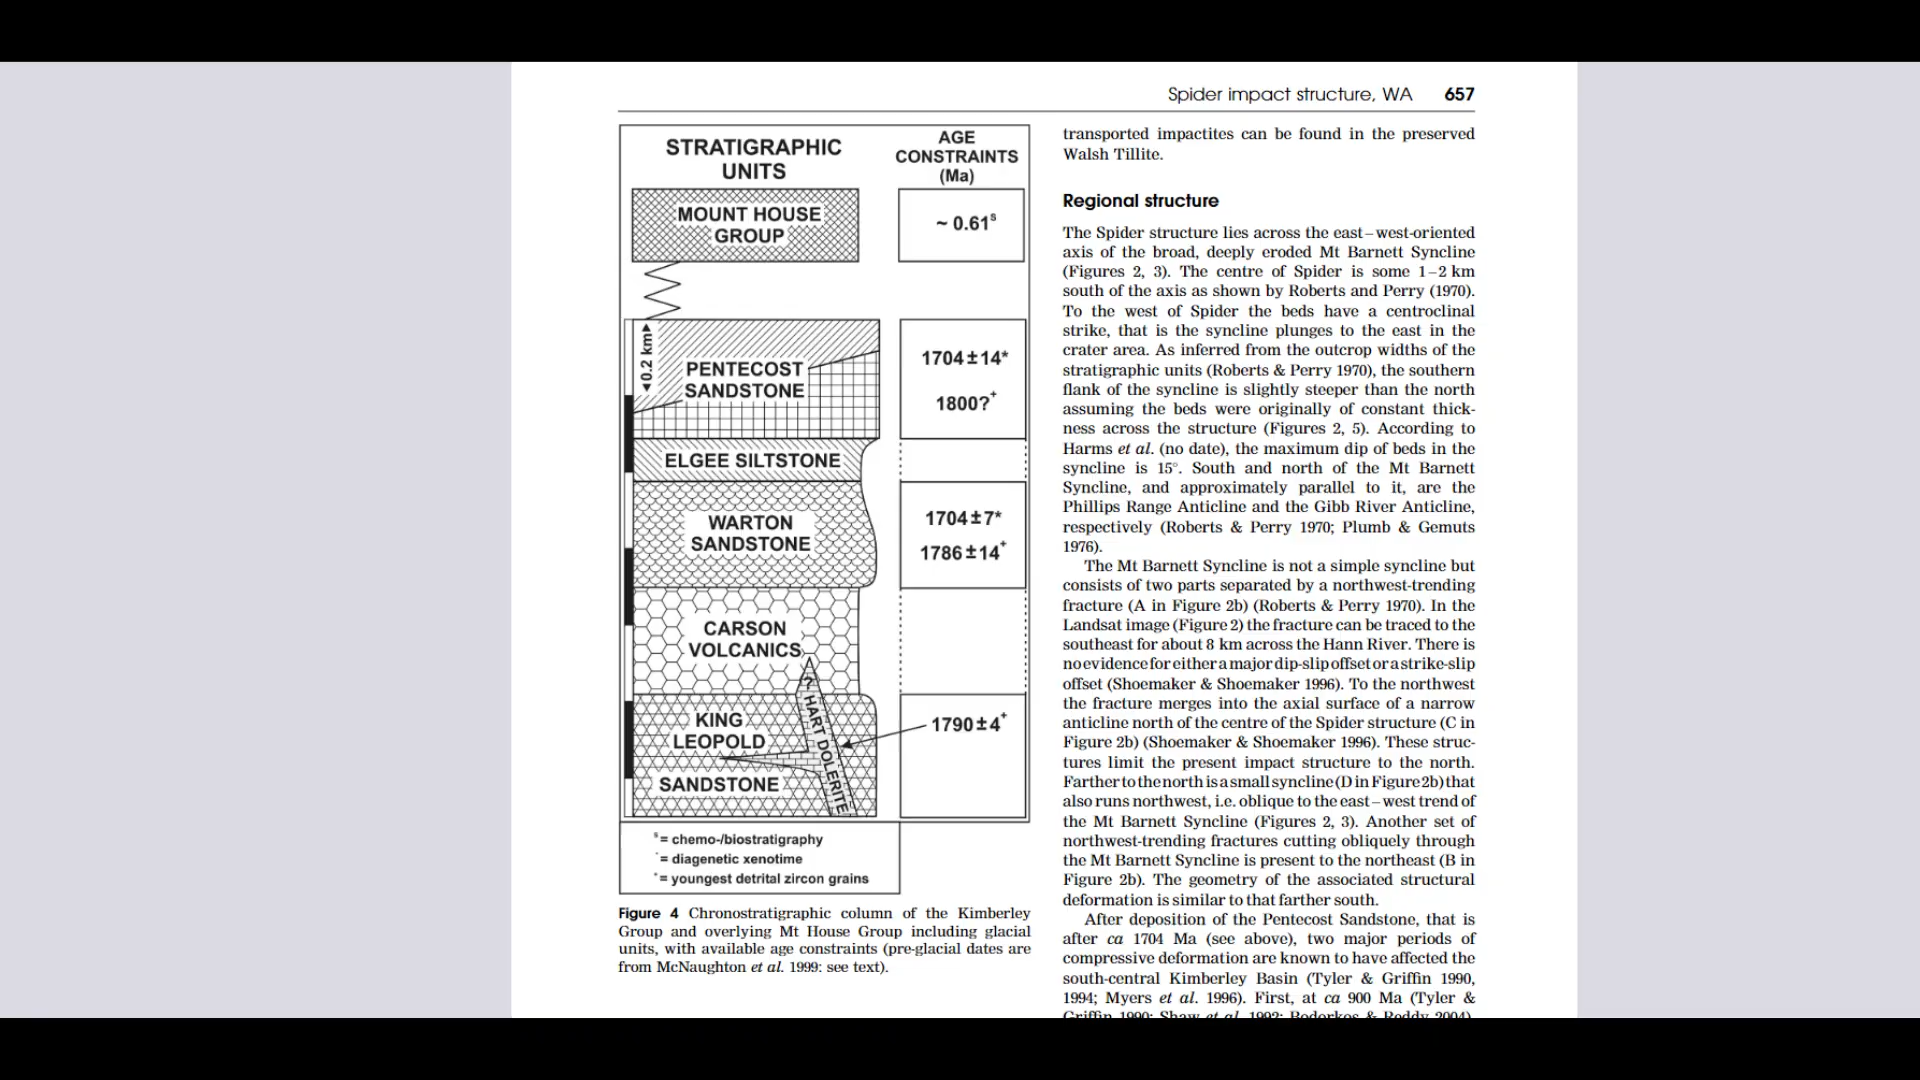 Spider impact structure, WA 657
STRATIGRAPHIC
UNITS
AGE
CONSTRAINTS
(Ma)
MOUNT HOUSE
GROUP
~ 0.61s
0.2 km
PENTECOST
SANDSTONE
1704±14*
1800?+
ELGEE SILTSTONE
WARTON
SANDSTONE
1704±7*
1786±14+
CARSON
VOLCANICS
KING
LEOPOLD
SANDSTONE
? HART DOLERITE
1790±4+
s = chemo-/biostratigraphy
= diagenetic xenotime
= youngest detrital zircon grains
Figure 4 Chronostratigraphic column of the Kimberley
Group and overlying Mt House Group including glacial
units, with available age constraints (pre-glacial dates are
from McNaughton et al. 1999: see text).
transported impactites can be found in the preserved
Walsh Tillite.
Regional structure
The Spider structure lies across the east–west-oriented
axis of the broad, deeply eroded Mt Barnett Syncline
(Figures 2, 3). The centre of Spider is some 1–2 km
south of the axis as shown by Roberts and Perry (1970).
To the west of Spider the beds have a centroclinal
strike, that is the syncline plunges to the east in the
crater area. As inferred from the outcrop widths of the
stratigraphic units (Roberts & Perry 1970), the southern
flank of the syncline is slightly steeper than the north
assuming the beds were originally of constant thick-
ness across the structure (Figures 2, 5). According to
Harms et al. (no date), the maximum dip of beds in the
syncline is 15°. South and north of the Mt Barnett
Syncline, and approximately parallel to it, are the
Phillips Range Anticline and the Gibb River Anticline,
respectively (Roberts & Perry 1970; Plumb & Gemuts
1976).
The Mt Barnett Syncline is not a simple syncline but
consists of two parts separated by a northwest-trending
fracture (A in Figure 2b) (Roberts & Perry 1970). In the
Landsat image (Figure 2) the fracture can be traced to the
southeast for about 8 km across the Hann River. There is
no evidence for either a major dip-slip offset or a strike-slip
offset (Shoemaker & Shoemaker 1996). To the northwest
the fracture merges into the axial surface of a narrow
anticline north of the centre of the Spider structure (C in
Figure 2b) (Shoemaker & Shoemaker 1996). These struc-
tures limit the present impact structure to the north.
Farther to the north is a small syncline (D in Figure 2b) that
also runs northwest, i.e. oblique to the east–west trend of
the Mt Barnett Syncline (Figures 2, 3). Another set of
northwest-trending fractures cutting obliquely through
the Mt Barnett Syncline is present to the northeast (B in
Figure 2b). The geometry of the associated structural
deformation is similar to that farther south.
After deposition of the Pentecost Sandstone, that is
after ca 1704 Ma (see above), two major periods of
compressive deformation are known to have affected the
south-central Kimberley Basin (Tyler & Griffin 1990,
1994; Myers et al. 1996). First, at ca 900 Ma (Tyler &
Griffin 1990; Shaw et al. 1992; Bodorkos & Reddy 2004),